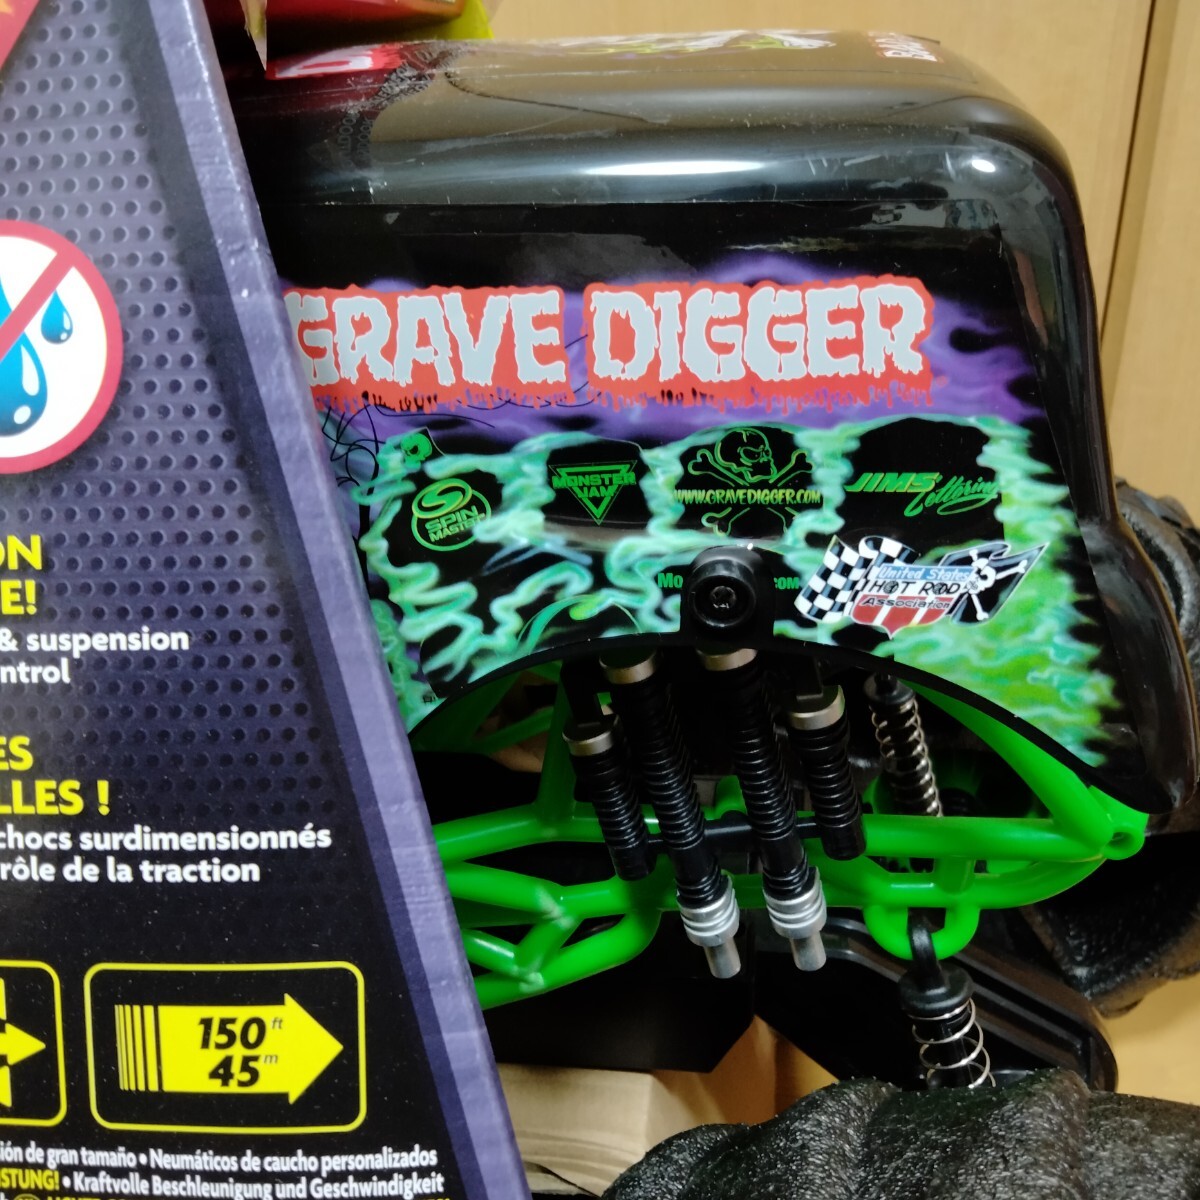 GRAVE DIGGER
SPIN
MASTER
MONSTER
JAM
WWW.GRAVEDIGGER.COM
JIMS
Lettering
United States
HOT ROD
Association
ON
E!
& suspension
ntrol
ES
LLES !
chocs surdimensionnés
rôle de la traction
150 ft
45 m
sión de gran tamaño • Neumáticos de caucho personalizados
ISTUNG! • Kraftvolle Beschleunigung und Geschwindigkeit